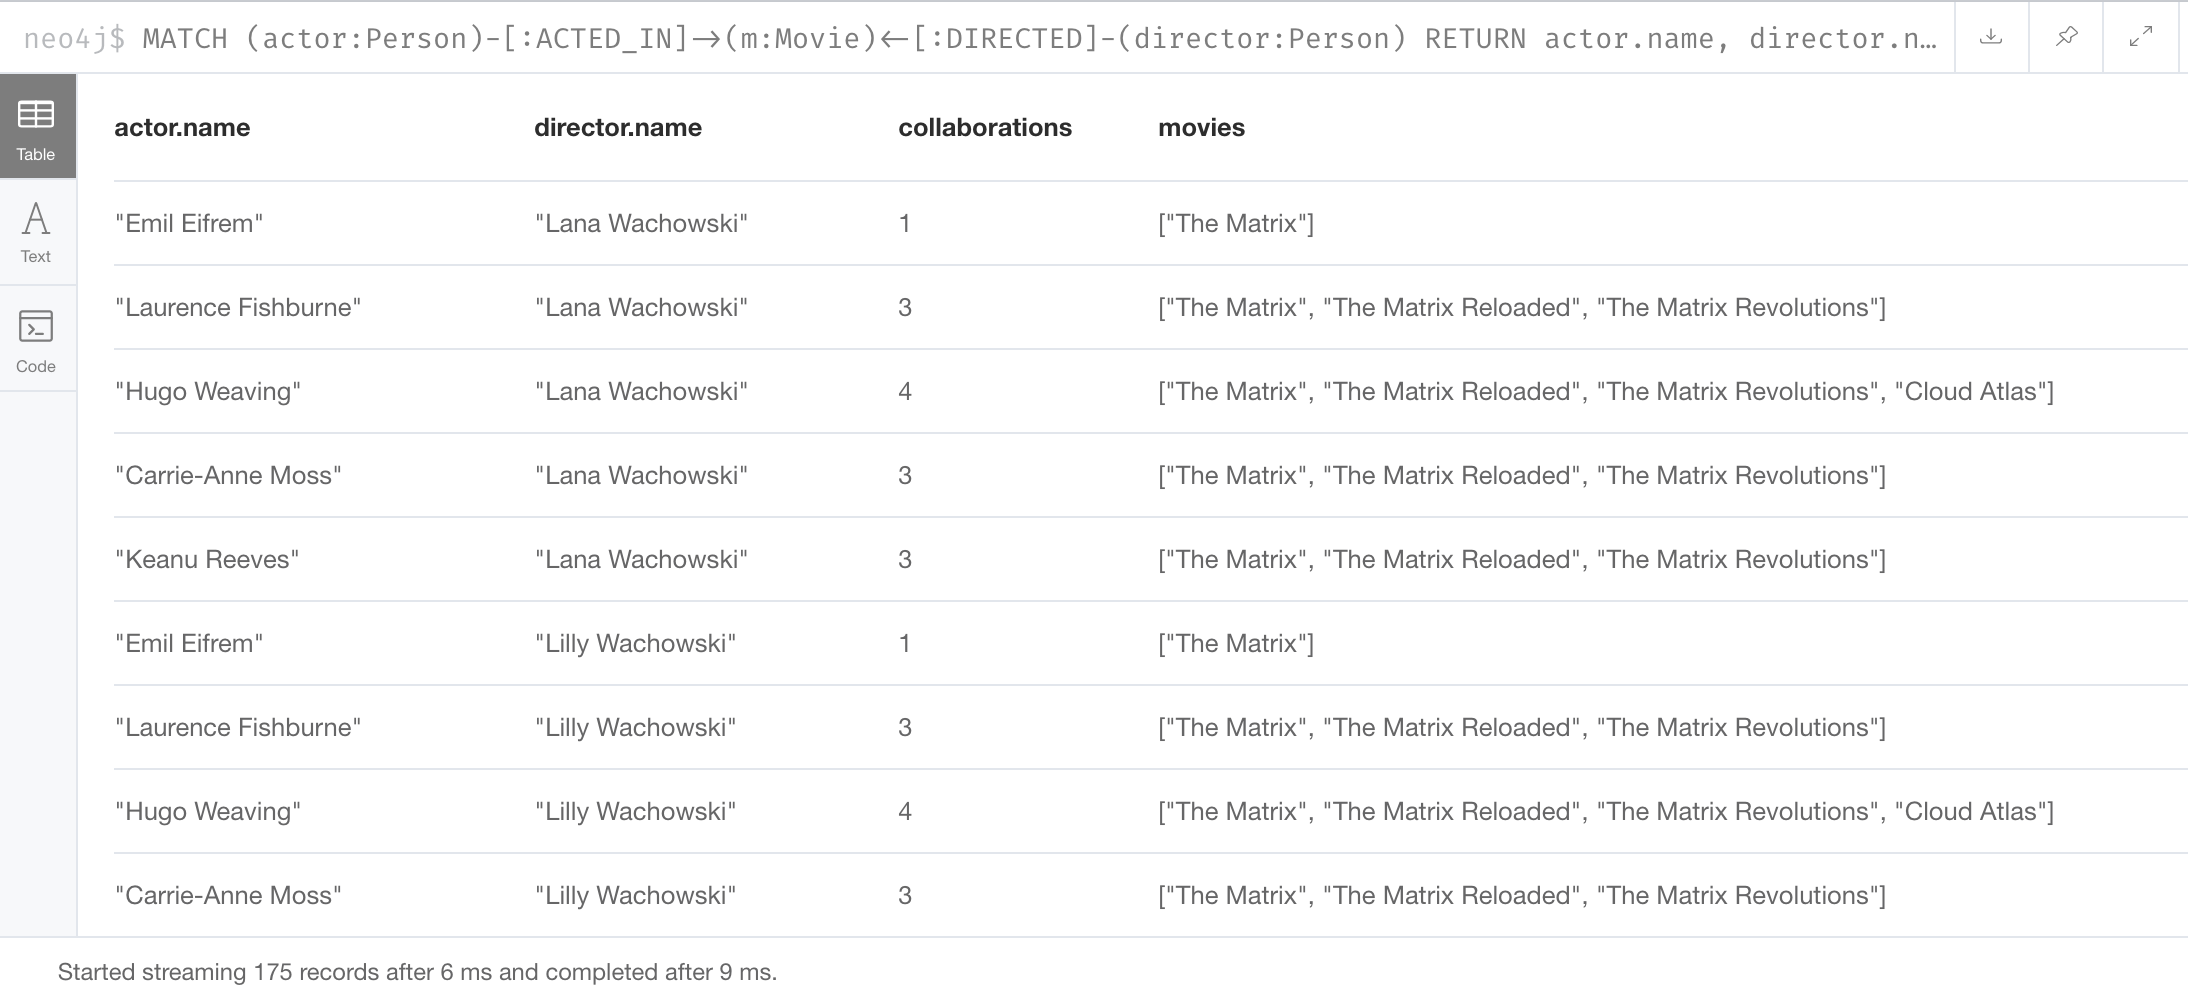 neo4j$ MATCH (actor:Person)-[:ACTED_IN]→(m:Movie)←[:DIRECTED]-(director:Person) RETURN actor.name, director.n…
Table
Text
Code
actor.name director.name collaborations movies
"Emil Eifrem" "Lana Wachowski" 1 ["The Matrix"]
"Laurence Fishburne" "Lana Wachowski" 3 ["The Matrix", "The Matrix Reloaded", "The Matrix Revolutions"]
"Hugo Weaving" "Lana Wachowski" 4 ["The Matrix", "The Matrix Reloaded", "The Matrix Revolutions", "Cloud Atlas"]
"Carrie-Anne Moss" "Lana Wachowski" 3 ["The Matrix", "The Matrix Reloaded", "The Matrix Revolutions"]
"Keanu Reeves" "Lana Wachowski" 3 ["The Matrix", "The Matrix Reloaded", "The Matrix Revolutions"]
"Emil Eifrem" "Lilly Wachowski" 1 ["The Matrix"]
"Laurence Fishburne" "Lilly Wachowski" 3 ["The Matrix", "The Matrix Reloaded", "The Matrix Revolutions"]
"Hugo Weaving" "Lilly Wachowski" 4 ["The Matrix", "The Matrix Reloaded", "The Matrix Revolutions", "Cloud Atlas"]
"Carrie-Anne Moss" "Lilly Wachowski" 3 ["The Matrix", "The Matrix Reloaded", "The Matrix Revolutions"]
Started streaming 175 records after 6 ms and completed after 9 ms.